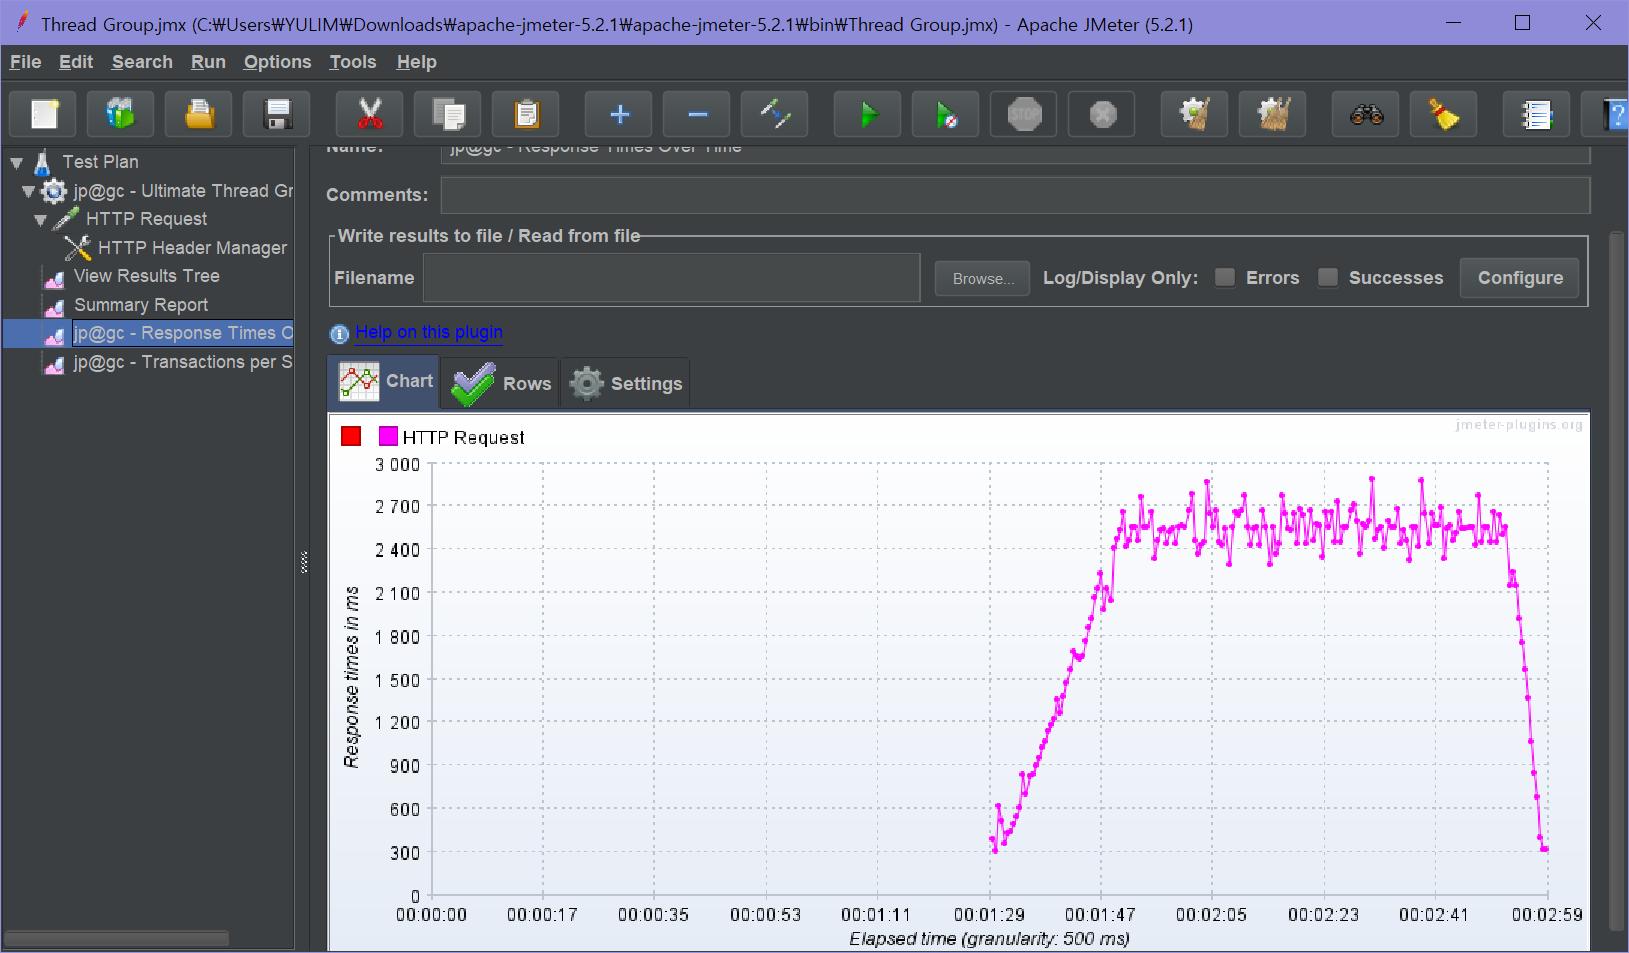 Thread Group.jmx (C:₩Users₩YULIM₩Downloads₩apache-jmeter-5.2.1₩apache-jmeter-5.2.1₩bin₩Thread Group.jmx) - Apache JMeter (5.2.1)
File Edit Search Run Options Tools Help
STOP
?
Test Plan
jp@gc - Ultimate Thread Gr
HTTP Request
HTTP Header Manager
View Results Tree
Summary Report
jp@gc - Response Times O
jp@gc - Transactions per S
Name: jp@gc - Response Times Over Time
Comments:
Write results to file / Read from file
Filename Browse... Log/Display Only: Errors Successes Configure
Help on this plugin
Chart Rows Settings
jmeter-plugins.org
HTTP Request
3 000
2 700
2 400
2 100
1 800
1 500
1 200
900
600
300
0
Response times in ms
00:00:00 00:00:17 00:00:35 00:00:53 00:01:11 00:01:29 00:01:47 00:02:05 00:02:23 00:02:41 00:02:59
Elapsed time (granularity: 500 ms)